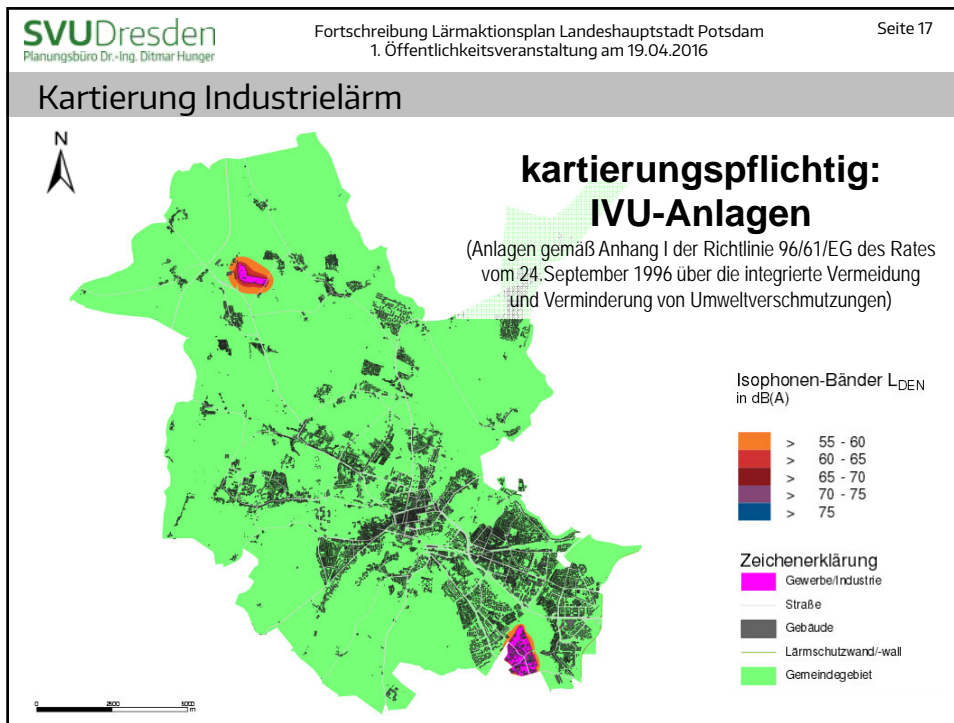 SVUDresden
Planungsbüro Dr.-Ing. Ditmar Hunger
Fortschreibung Lärmaktionsplan Landeshauptstadt Potsdam
1. Öffentlichkeitsveranstaltung am 19.04.2016
Seite 17
Kartierung Industrielärm
N
kartierungspflichtig:
IVU-Anlagen
(Anlagen gemäß Anhang I der Richtlinie 96/61/EG des Rates
vom 24.September 1996 über die integrierte Vermeidung
und Verminderung von Umweltverschmutzungen)
Isophonen-Bänder LDEN
in dB(A)
> 55 - 60
> 60 - 65
> 65 - 70
> 70 - 75
> 75
Zeichenerklärung
Gewerbe/Industrie
Straße
Gebäude
Lärmschutzwand/-wall
Gemeindegebiet
0 2500 5000
m